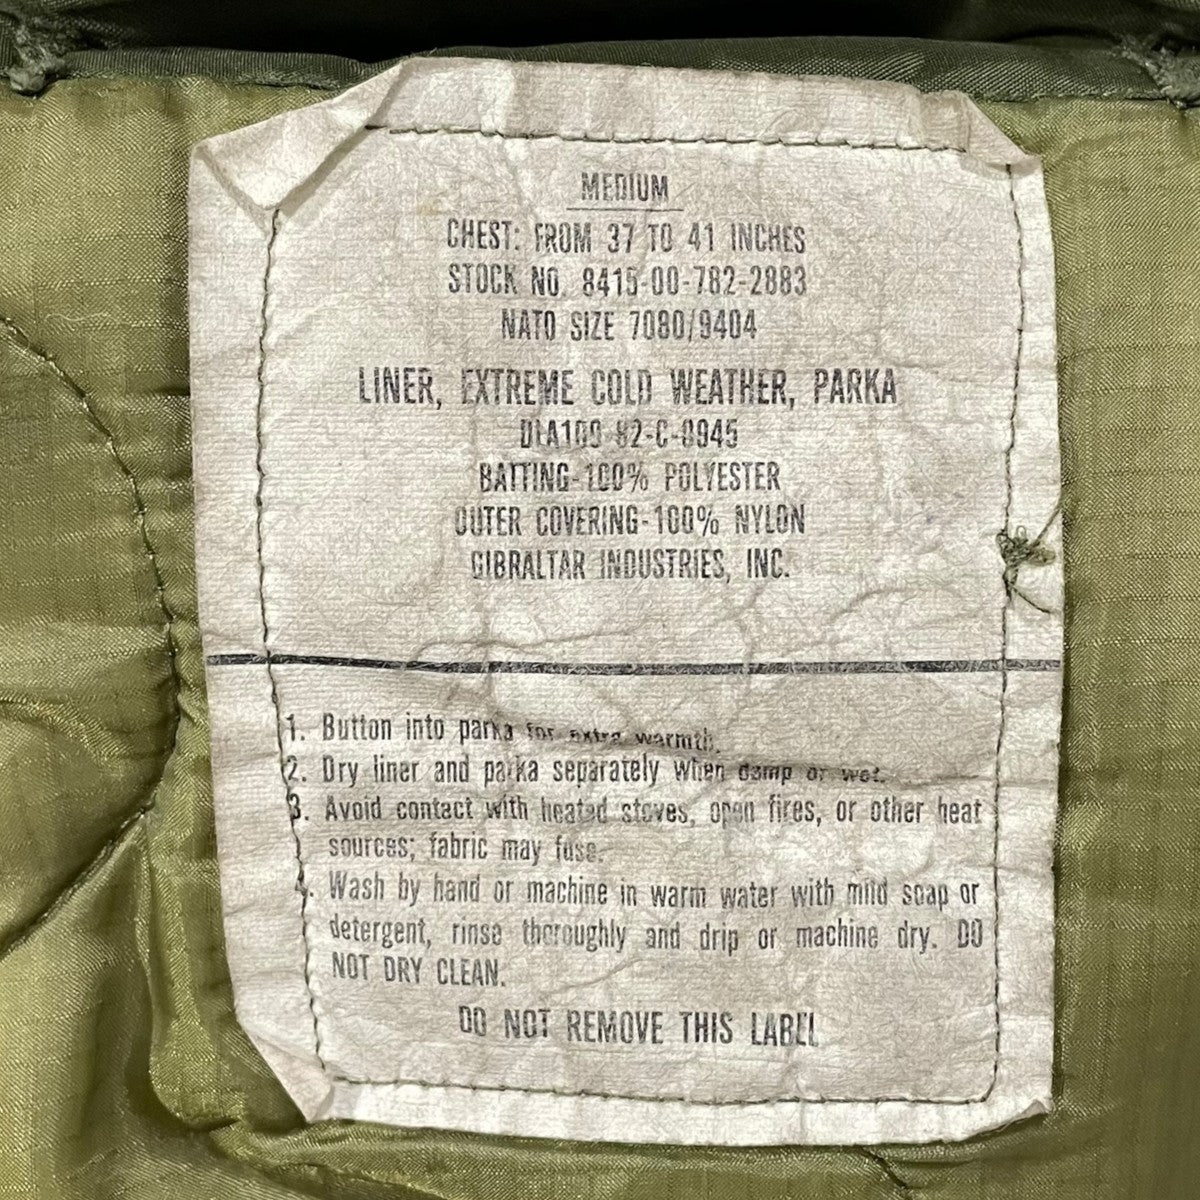 MEDIUM
CHEST: FROM 37 TO 41 INCHES
STOCK NO. 8415-00-782-2883
NATO SIZE 7080/9404
LINER, EXTREME COLD WEATHER, PARKA
DLA100-82-C-0945
BATTING-100% POLYESTER
OUTER COVERING-100% NYLON
GIBRALTAR INDUSTRIES, INC.
1. Button into parka for extra warmth.
2. Dry liner and parka separately when damp or wet.
3. Avoid contact with heated stoves, open fires, or other heat
sources; fabric may fuse.
4. Wash by hand or machine in warm water with mild soap or
detergent, rinse thoroughly and drip or machine dry. DO
NOT DRY CLEAN.
DO NOT REMOVE THIS LABEL